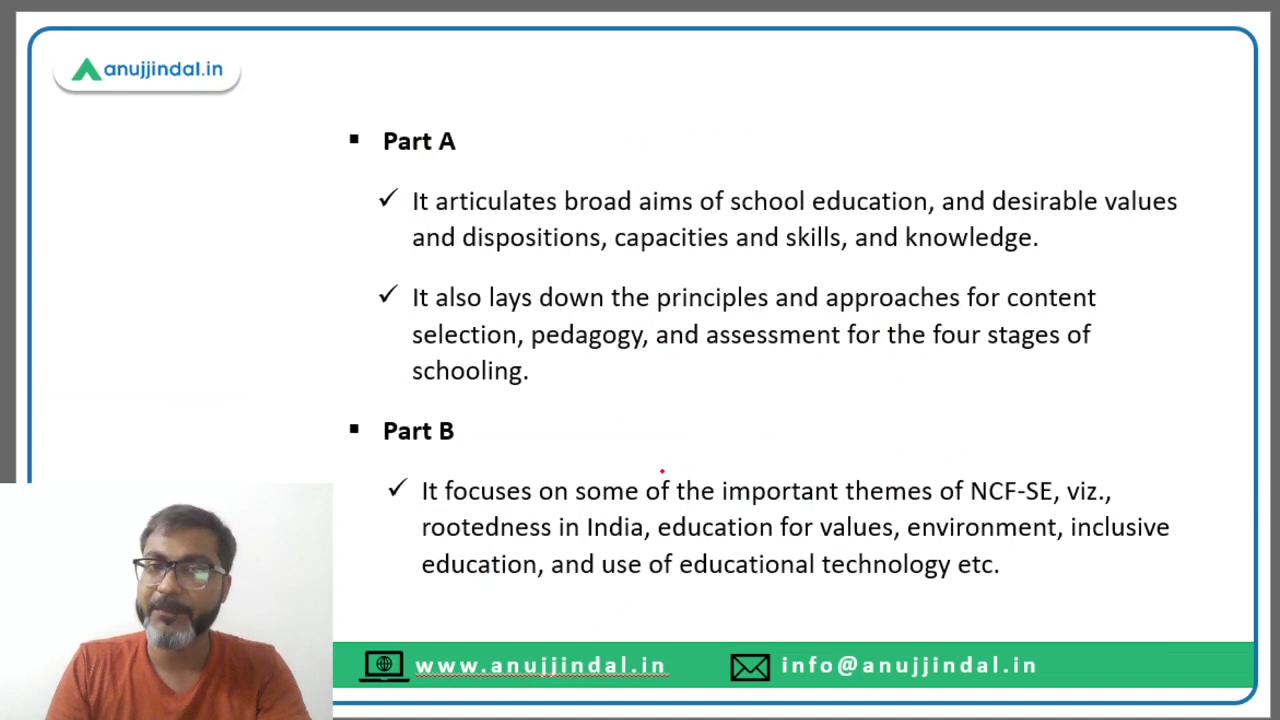 anujjindal.in
▪ Part A
✓ It articulates broad aims of school education, and desirable values
and dispositions, capacities and skills, and knowledge.
✓ It also lays down the principles and approaches for content
selection, pedagogy, and assessment for the four stages of
schooling.
▪ Part B
✓ It focuses on some of the important themes of NCF-SE, viz.,
rootedness in India, education for values, environment, inclusive
education, and use of educational technology etc.
www.anujjindal.in info@anujjindal.in